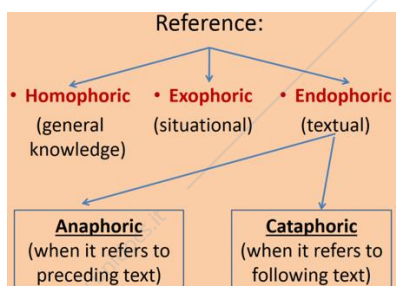 Reference:
• Homophoric • Exophoric • Endophoric
(general (situational) (textual)
knowledge)
Anaphoric Cataphoric
(when it refers to (when it refers to
preceding text) following text)